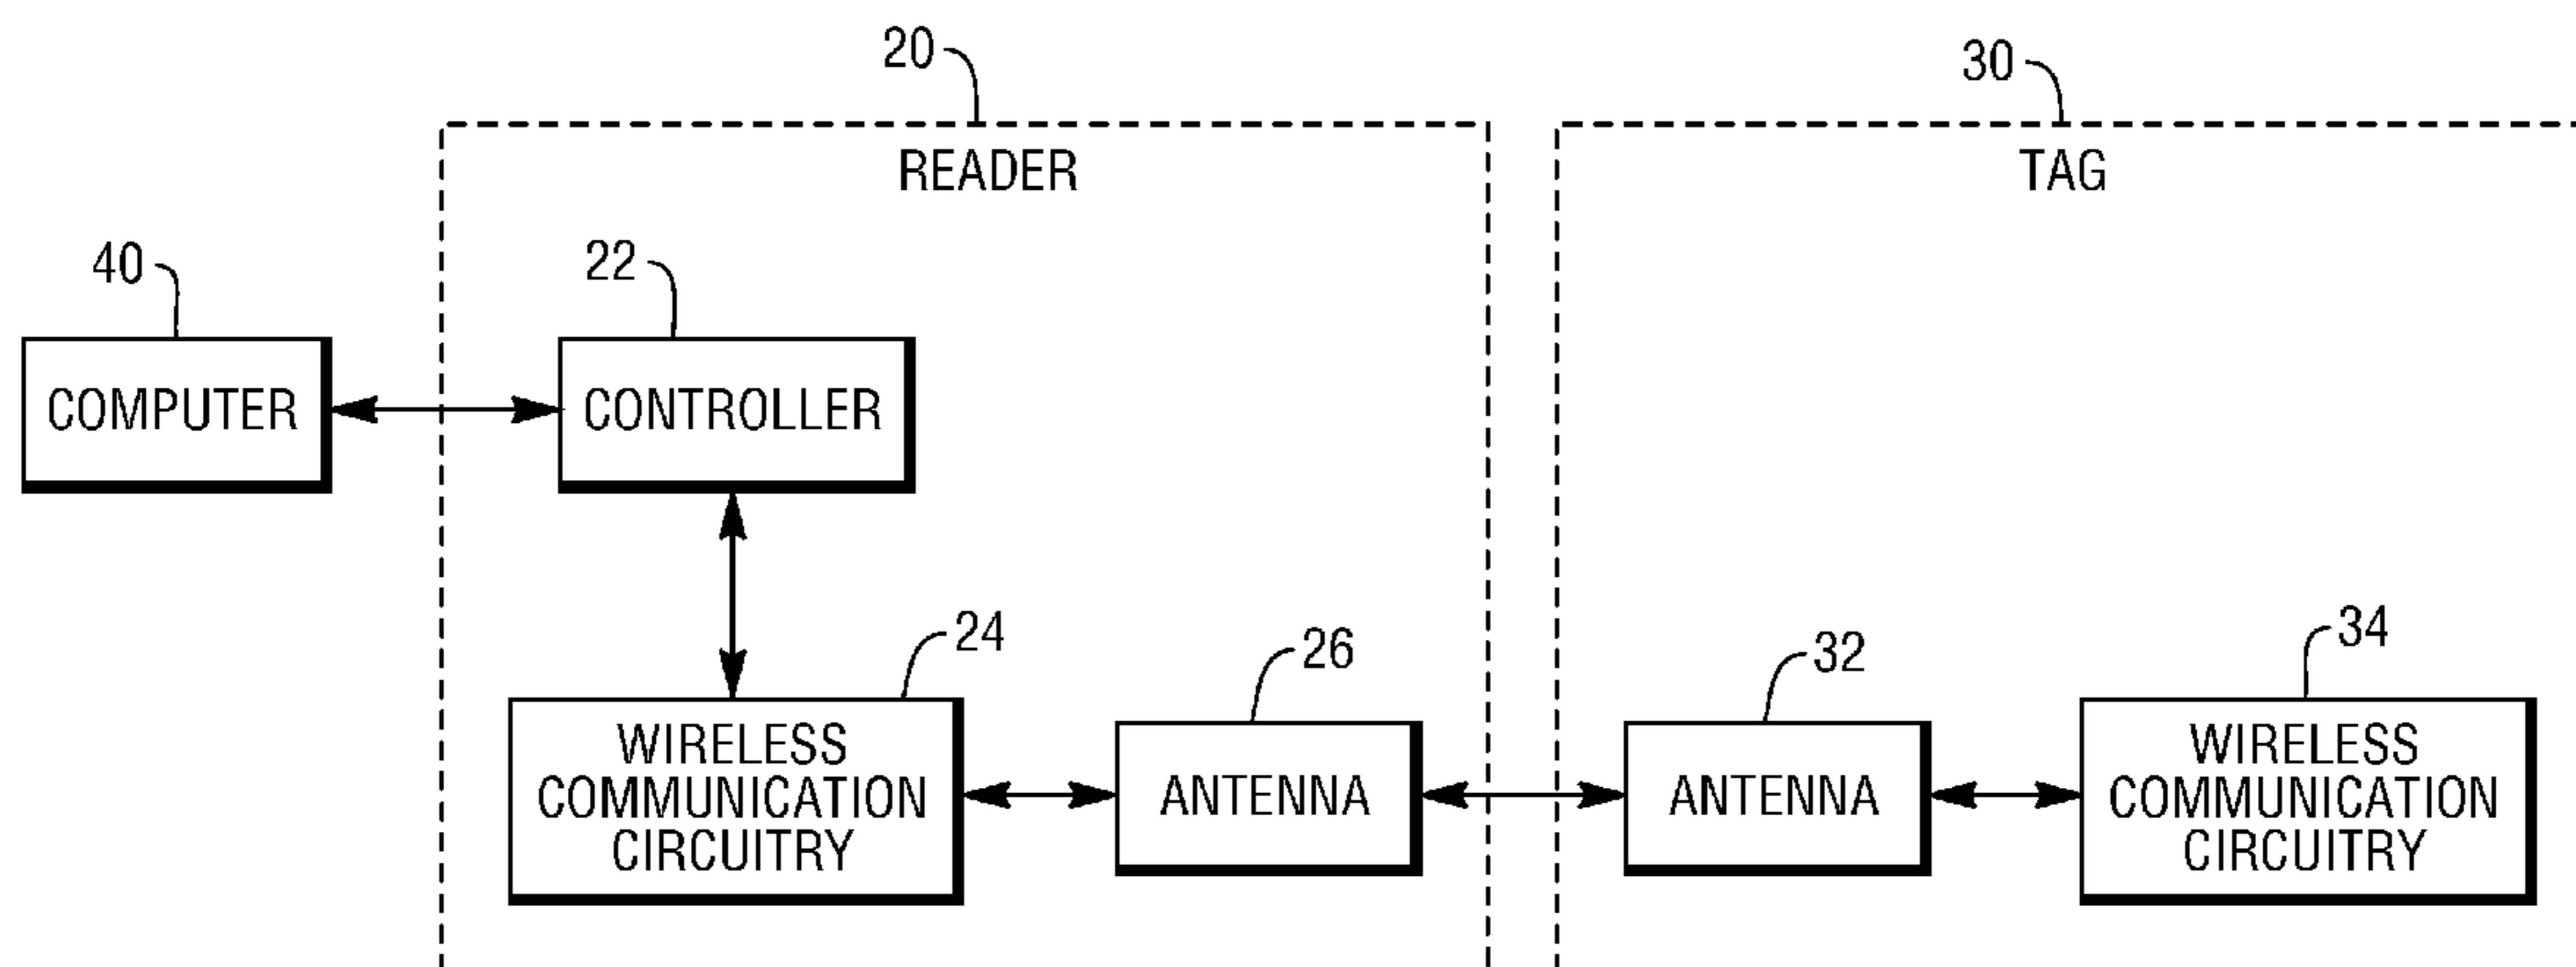 20
30
READER
TAG
40
22
COMPUTER
CONTROLLER
24
26
32
34
WIRELESS
COMMUNICATION
CIRCUITRY
ANTENNA
ANTENNA
WIRELESS
COMMUNICATION
CIRCUITRY